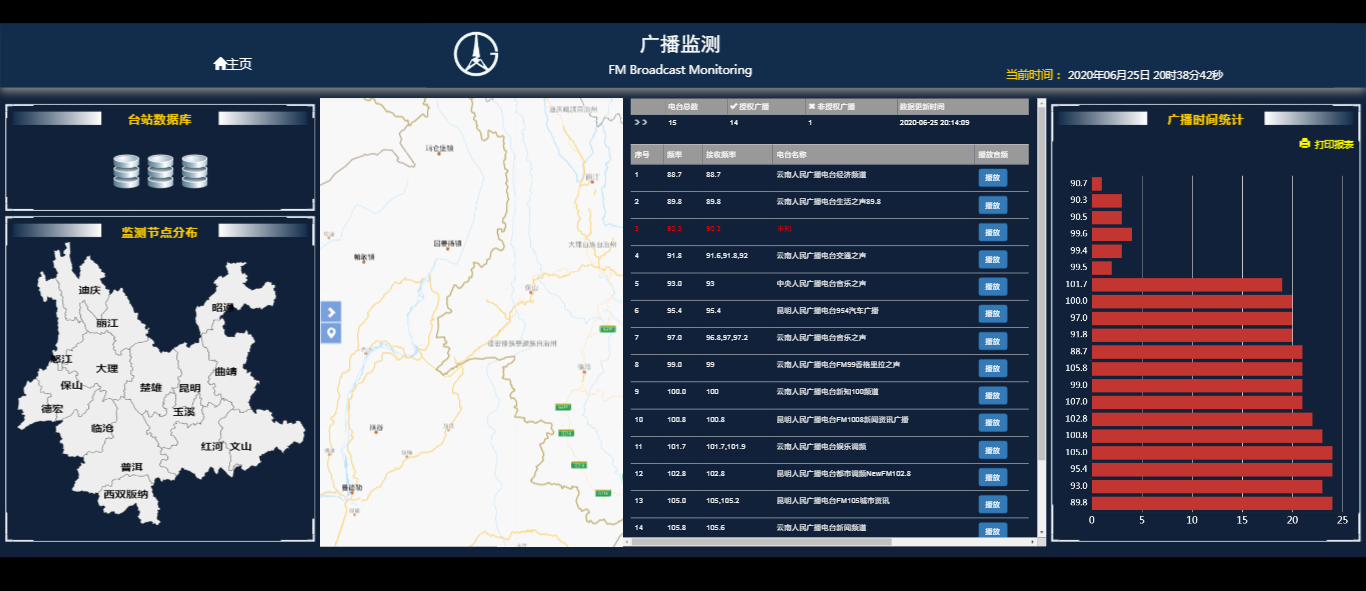 主页
广播监测
FM Broadcast Monitoring
当前时间： 2020年06月25日 20时38分42秒
台站数据库
监测节点分布
迪庆
丽江
怒江
大理
保山
德宏
临沧
楚雄
昆明
昭通
曲靖
玉溪
红河
文山
普洱
西双版纳
丽江
保山
临沧
电台总数 授权广播 非授权广播 数据更新时间
15 14 1 2020-06-25 20:14:09
序号 频率 接收频率 电台名称 播放音频
1 88.7 88.7 云南人民广播电台经济频道 播放
2 89.8 89.8 云南人民广播电台生活之声89.8 播放
3 90.3 90.3 未知 播放
4 91.8 91.6,91.8,92 云南人民广播电台交通之声 播放
5 93.0 93 中央人民广播电台音乐之声 播放
6 95.4 95.4 昆明人民广播电台954汽车广播 播放
7 97.0 96.8,97,97.2 云南人民广播电台音乐之声 播放
8 99.0 99 云南人民广播电台FM99香格里拉之声 播放
9 100.0 100 云南人民广播电台新知100频道 播放
10 100.8 100.8 昆明人民广播电台FM1008新闻资讯广播 播放
11 101.7 101.7,101.9 云南人民广播电台娱乐调频 播放
12 102.8 102.8 昆明人民广播电台都市调频NewFM102.8 播放
13 105.0 105,105.2 昆明人民广播电台FM105城市资讯 播放
14 105.8 105.6 云南人民广播电台新闻频道 播放
广播时间统计
打印报表
90.7
90.3
90.5
99.6
99.4
99.5
101.7
100.0
97.0
91.8
88.7
105.8
99.0
107.0
102.8
100.8
105.0
95.4
93.0
89.8
0 5 10 15 20 25